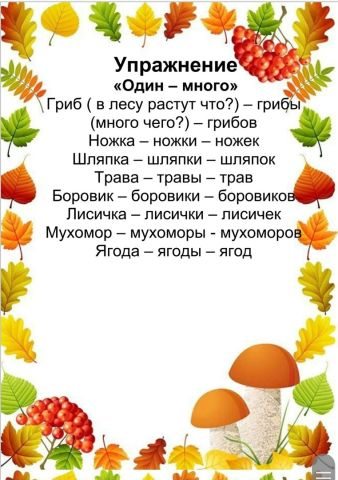 Упражнение
«Один – много»
Гриб ( в лесу растут что?) – грибы
(много чего?) – грибов
Ножка – ножки – ножек
Шляпка – шляпки – шляпок
Трава – травы – трав
Боровик – боровики – боровиков
Лисичка – лисички – лисичек
Мухомор – мухоморы - мухоморов
Ягода – ягоды – ягод